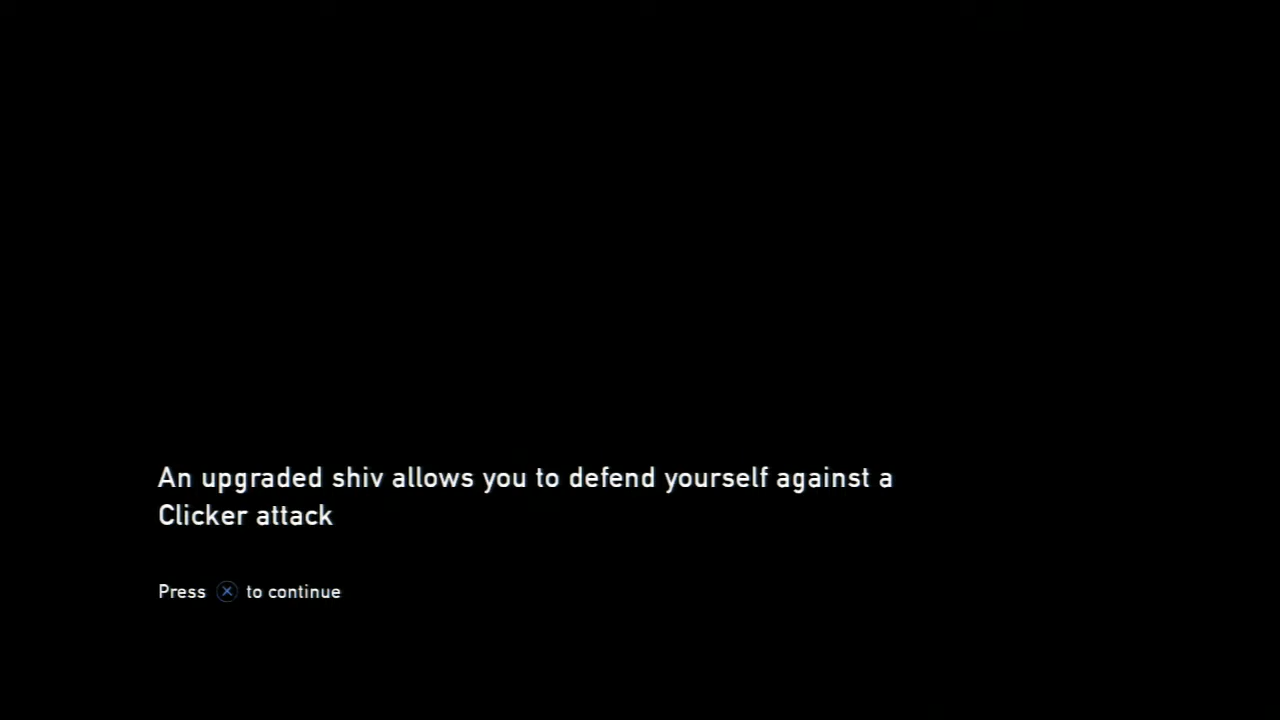 An upgraded shiv allows you to defend yourself against a
Clicker attack
Press ⓧ to continue